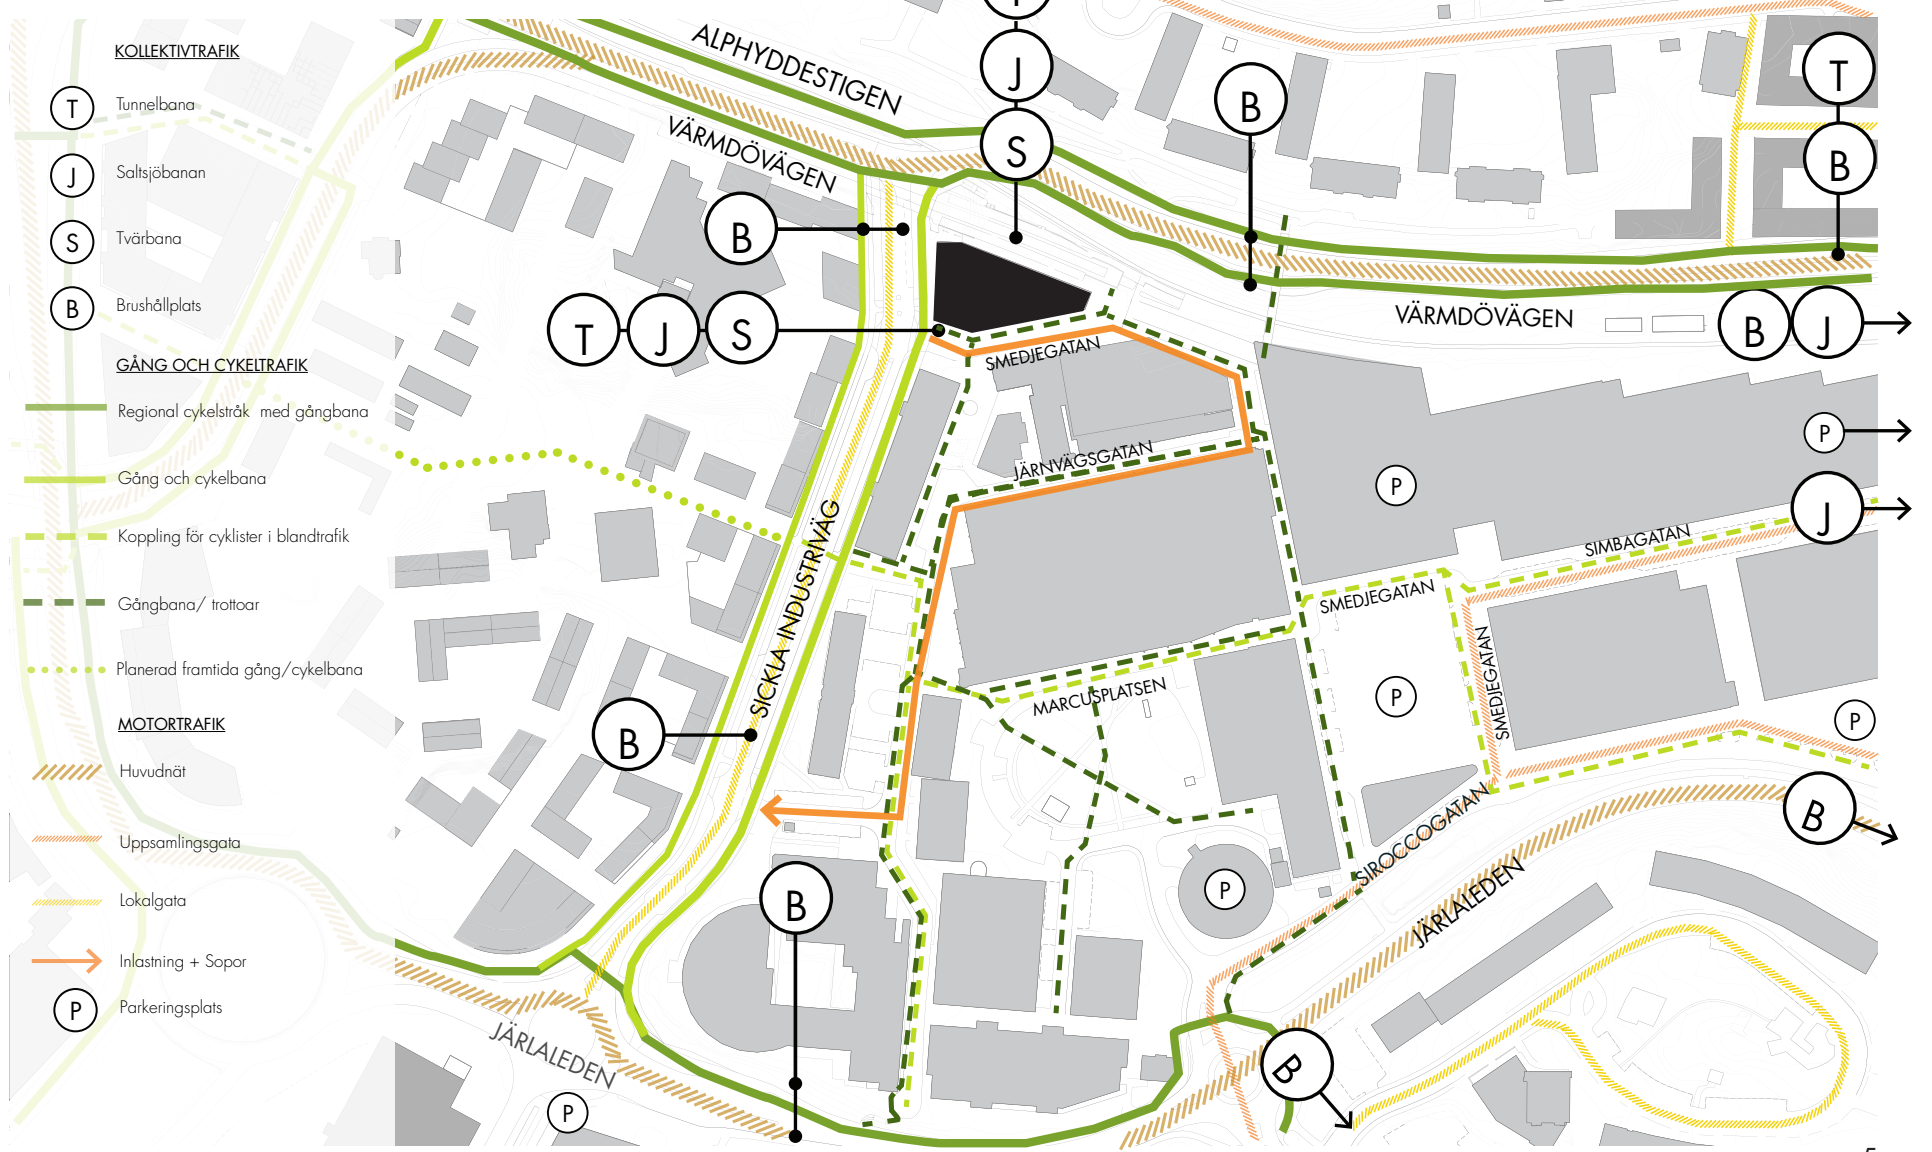 KOLLEKTIVTRAFIK
T Tunnelbana
J Saltsjöbanan
S Tvärbana
B Brushållplats
GÅNG OCH CYKELTRAFIK
Regional cykelstråk med gångbana
Gång och cykelbana
Koppling för cyklister i blandtrafik
Gångbana/ trottoar
Planerad framtida gång/cykelbana
MOTORTRAFIK
Huvudnät
Uppsamlingsgata
Lokalgata
Inlastning + Sopor
P Parkeringsplats
ALPHYDDESTIGEN
VÄRMDÖVÄGEN
J
S
B
T
B
B
T J S
VÄRMDÖVÄGEN
B J
SMEDJEGATAN
JÄRNVÄGSGATAN
P
P
J
SIMBAGATAN
SMEDJEGATAN
SICKLA INDUSTRIVÄG
SMEDJEGATAN
MARCUSPLATSEN
P
P
B
B
SIROCCOGATAN
JÄRLALEDEN
P
B
JÄRLALEDEN
B
P